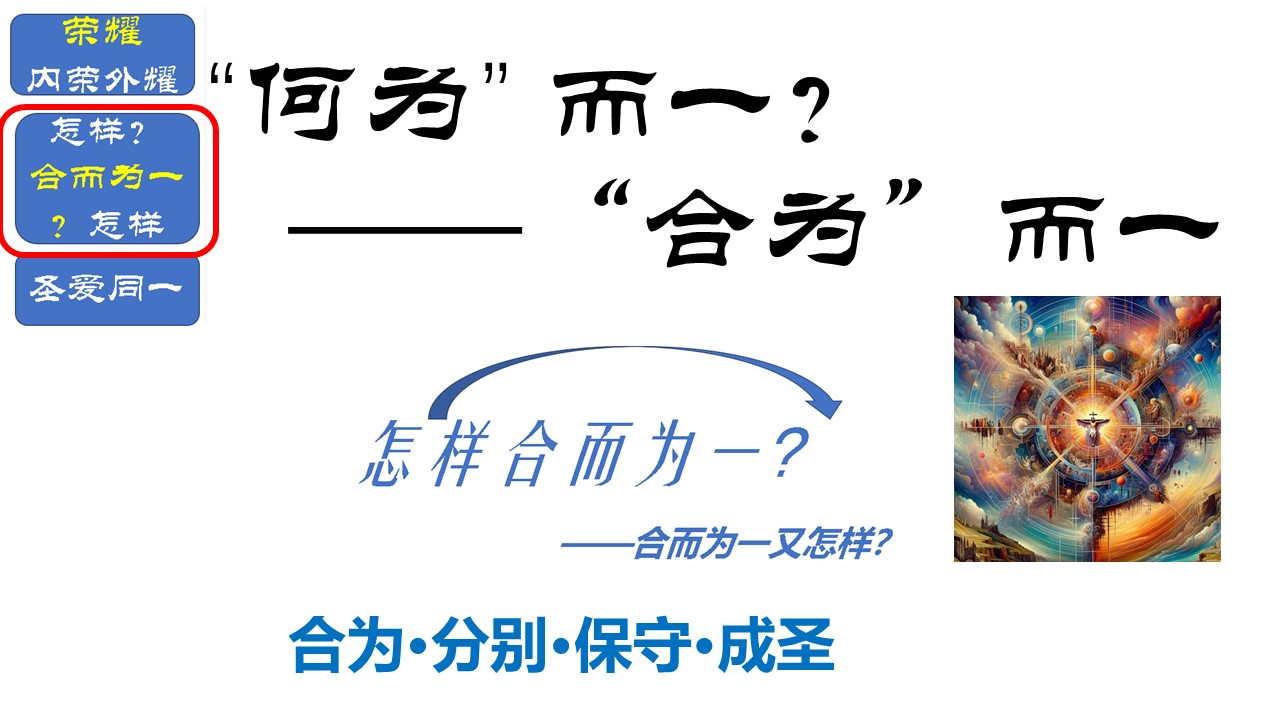 荣耀
内荣外耀
怎样?
合而为一
? 怎样
圣爱同一
“何为”而一?
——“合为” 而一
怎样合而为一?
——合而为一又怎样?
合为·分别·保守·成圣